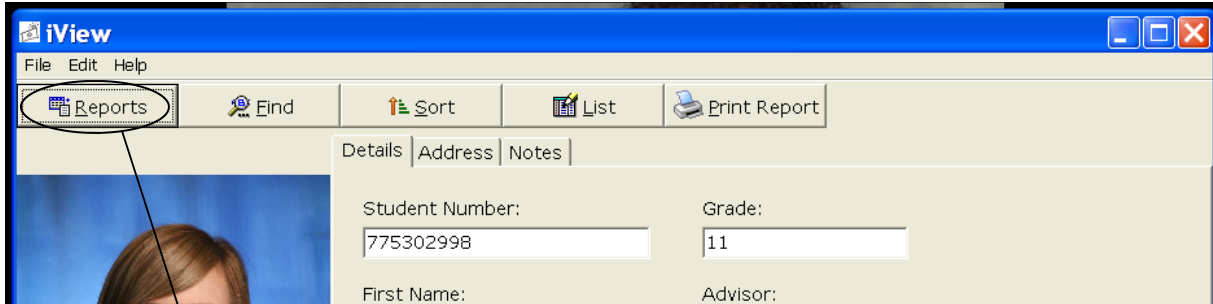 iView
File Edit Help
Reports Find Sort List Print Report
Details Address Notes
Student Number: Grade:
775302998 11
First Name: Advisor: